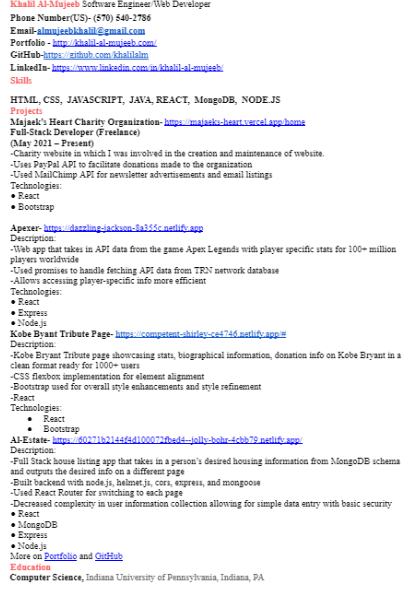 Khalil Al-Mujeeb Software Engineer/Web Developer
Phone Number(US)- (570) 540-2786
Email-almujeebkhalil@gmail.com
Portfolio - http://khalil-al-mujeeb.com/
GitHub-https://github.com/khalilalm
LinkedIn- https://www.linkedin.com/in/khalil-al-mujeeb/
Skills
HTML, CSS, JAVASCRIPT, JAVA, REACT, MongoDB, NODE.JS
Projects
Majaek's Heart Charity Organization- https://majaeks-heart.vercel.app/home
Full-Stack Developer (Freelance)
(May 2021 – Present)
-Charity website in which I was involved in the creation and maintenance of website.
-Uses PayPal API to facilitate donations made to the organization
-Used MailChimp API for newsletter advertisements and email listings
Technologies:
● React
● Bootstrap
Apexer- https://dazzling-jackson-8a355c.netlify.app
Description:
-Web app that takes in API data from the game Apex Legends with player specific stats for 100+ million
players worldwide
-Used promises to handle fetching API data from TRN network database
-Allows accessing player-specific info more efficient
Technologies:
● React
● Express
● Node.js
Kobe Byant Tribute Page- https://competent-shirley-ce4746.netlify.app/#
Description:
-Kobe Bryant Tribute page showcasing stats, biographical information, donation info on Kobe Bryant in a
clean format ready for 1000+ users
-CSS flexbox implementation for element alignment
-Bootstrap used for overall style enhancements and style refinement
-React
Technologies:
● React
● Bootstrap
Al-Estate- https://60271b2144f4d100072fbed4--jolly-bohr-4cbb79.netlify.app/
Description:
-Full Stack house listing app that takes in a person's desired housing information from MongoDB schema
and outputs the desired info on a different page
-Built backend with node.js, helmet.js, cors, express, and mongoose
-Used React Router for switching to each page
-Decreased complexity in user information collection allowing for simple data entry with basic security
● React
● MongoDB
● Express
● Node.js
More on Portfolio and GitHub
Education
Computer Science, Indiana University of Pennsylvania, Indiana, PA